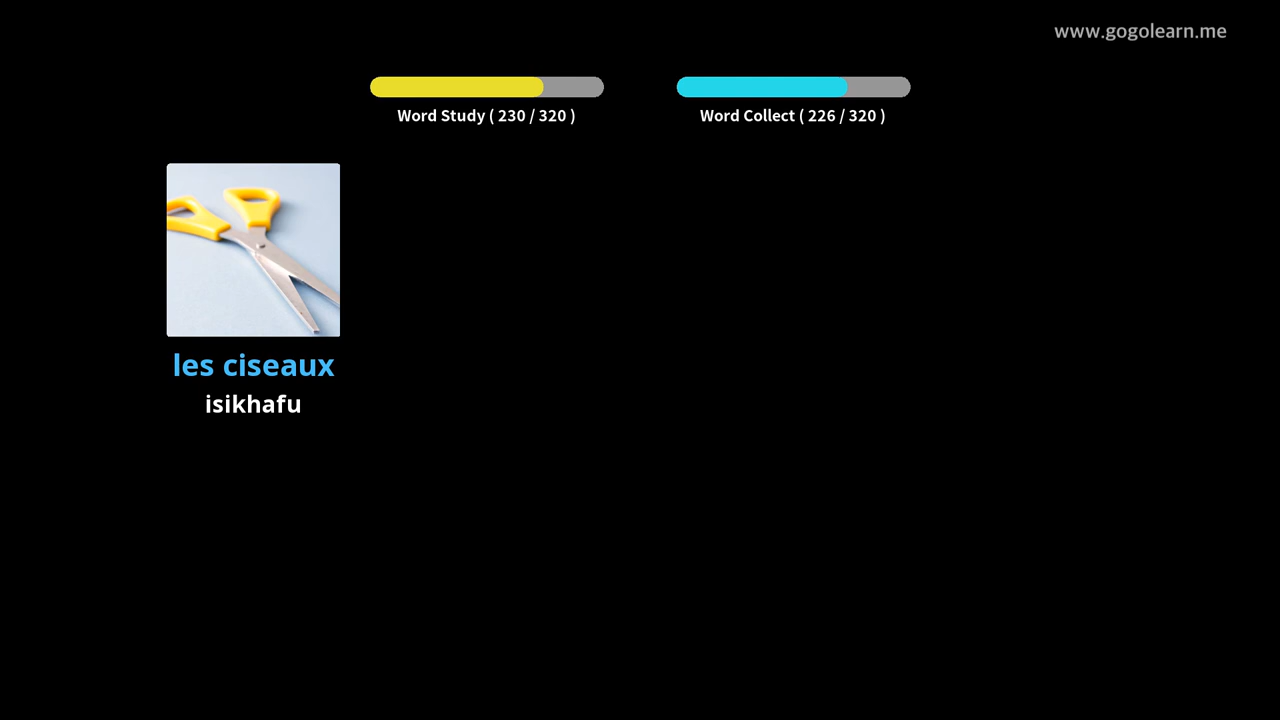 www.gogolearn.me
Word Study ( 230 / 320 )
Word Collect ( 226 / 320 )
les ciseaux
isikhafu